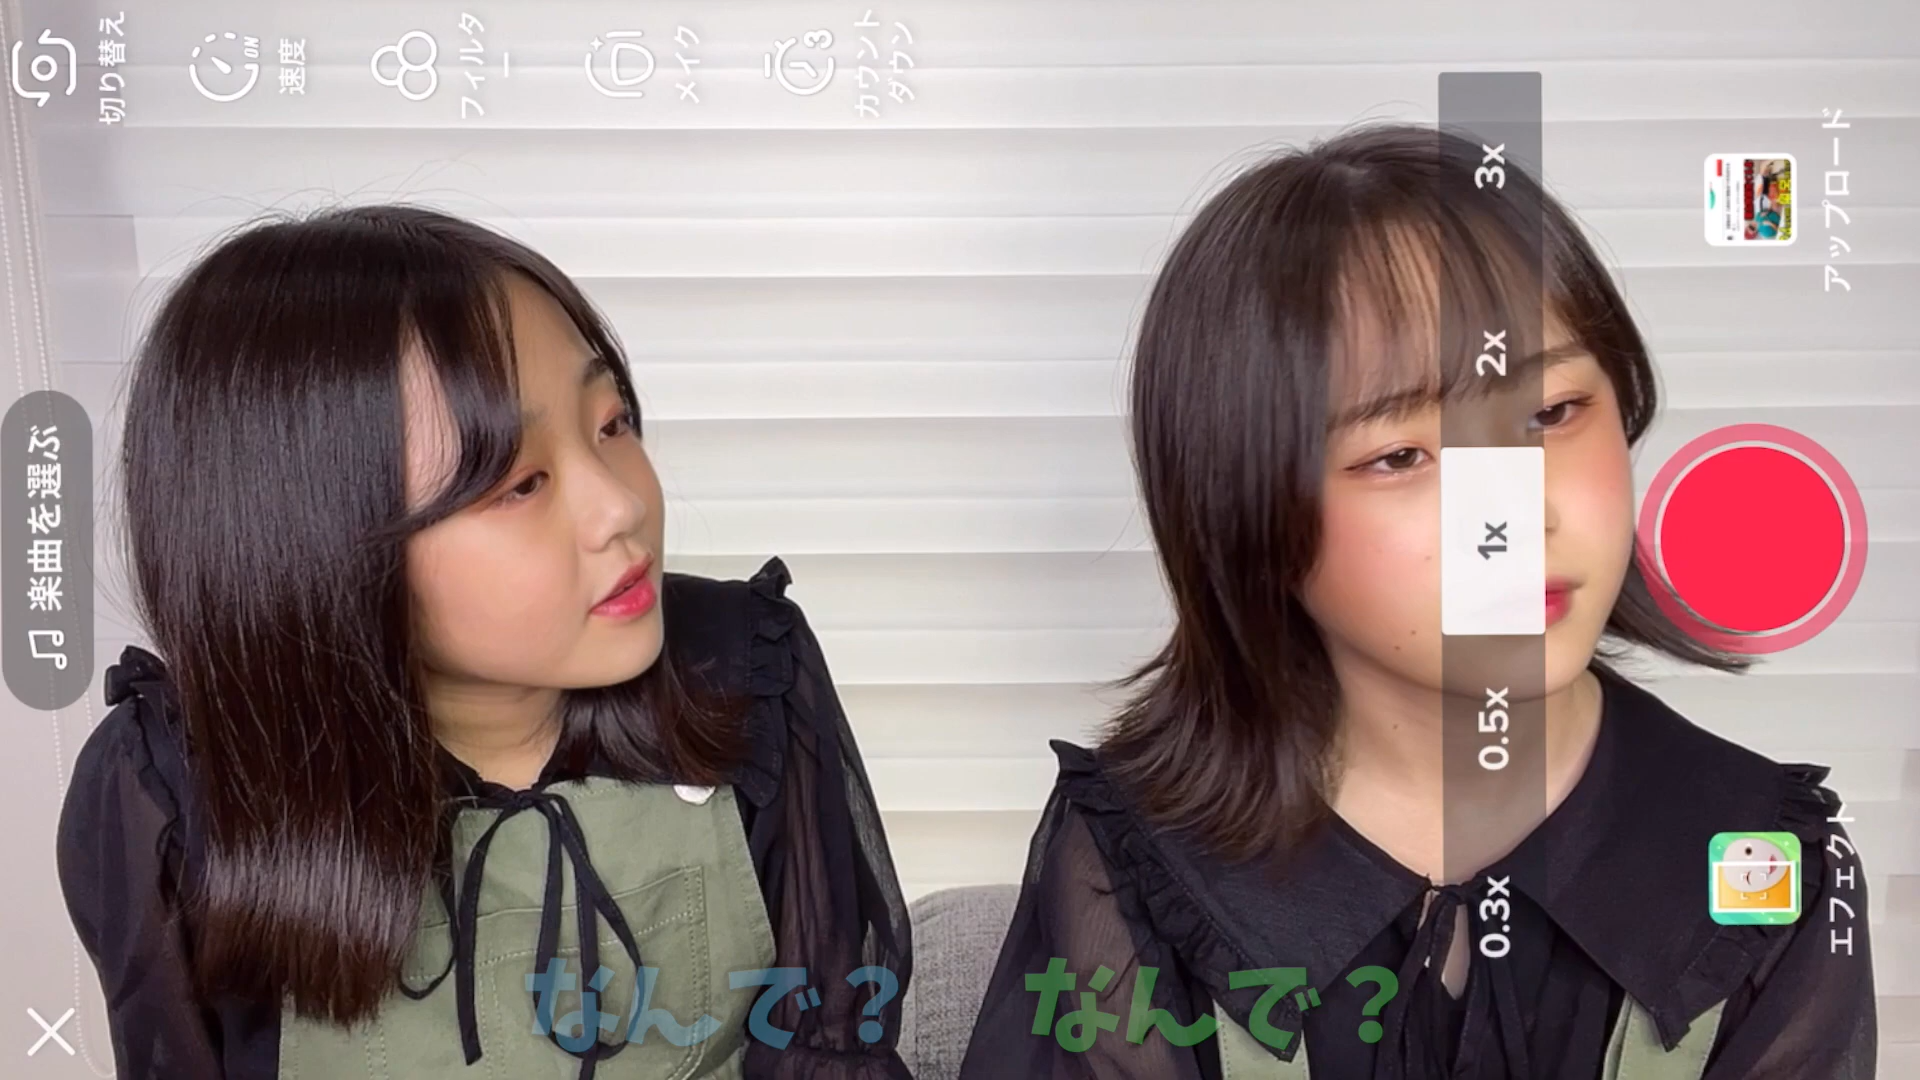 切り替え
ON
速度
フィルター
メイク
3
カウント
ダウン
楽曲を選ぶ
3x
2x
1x
0.5x
0.3x
アップロード
エフェクト
なんで？ なんで？